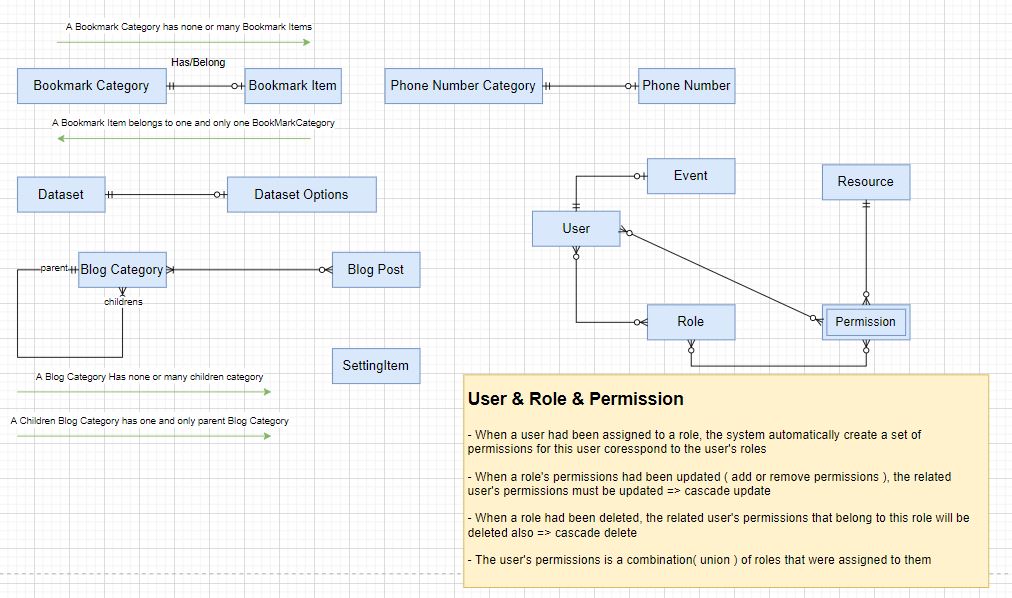 A Bookmark Category has none or many Bookmark Items
Has/Belong
Bookmark Category
Bookmark Item
Phone Number Category
Phone Number
A Bookmark Item belongs to one and only one BookMarkCategory
Dataset
Dataset Options
Event
Resource
User
parent
Blog Category
Blog Post
childrens
Role
Permission
SettingItem
A Blog Category Has none or many children category
A Children Blog Category has one and only parent Blog Category
User & Role & Permission
- When a user had been assigned to a role, the system automatically create a set of
permissions for this user coresspond to the user's roles
- When a role's permissions had been updated ( add or remove permissions ), the related
user's permissions must be updated => cascade update
- When a role had been deleted, the related user's permissions that belong to this role will be
deleted also => cascade delete
- The user's permissions is a combination( union ) of roles that were assigned to them